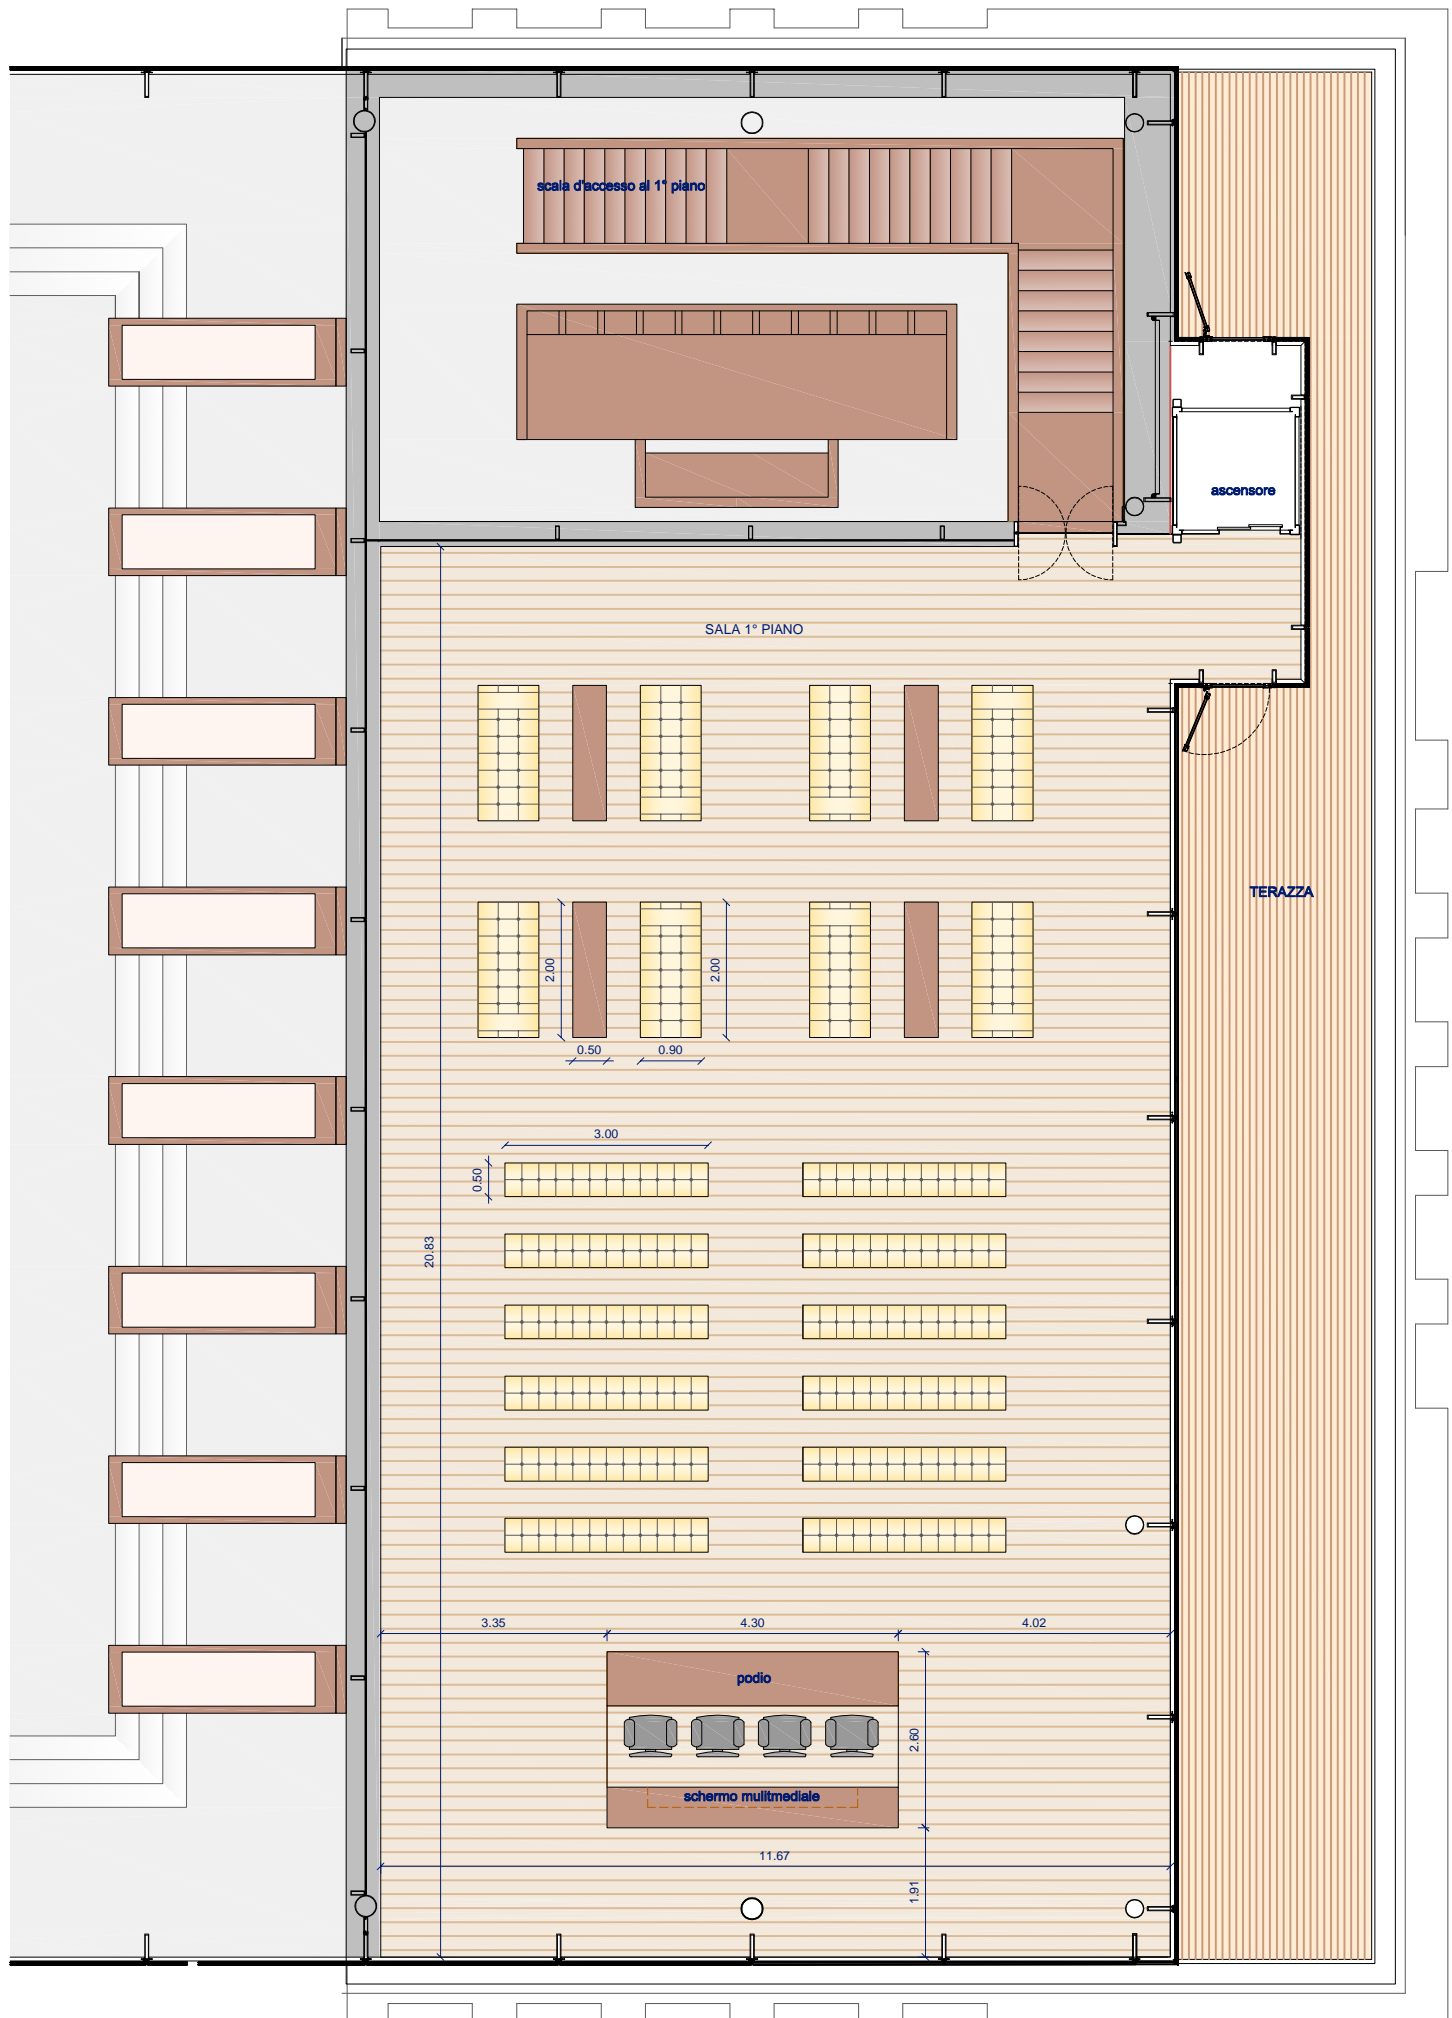 scala d'accesso al 1° piano
ascensore
SALA 1° PIANO
TERAZZA
2.00
2.00
0.50
0.90
3.00
0.50
20.83
3.35
4.30
4.02
podio
2.60
schermo mulitmediale
11.67
1.91